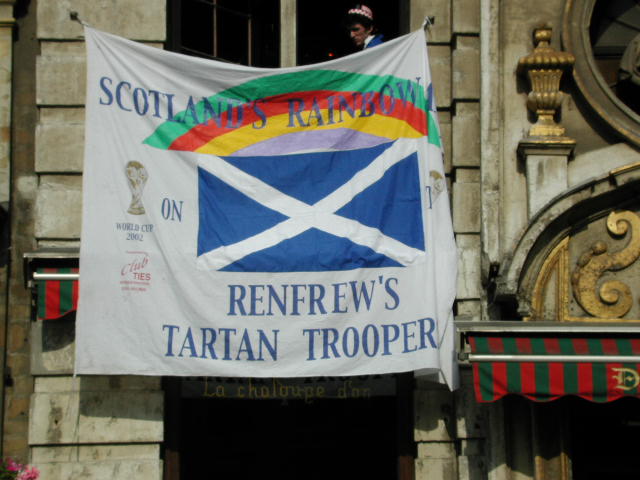 SCOTLAND'S RAINBOW
WORLD CUP
2002
ON
Club
TIES
RENFREW'S
TARTAN TROOPER
La chaloupe d'or
D